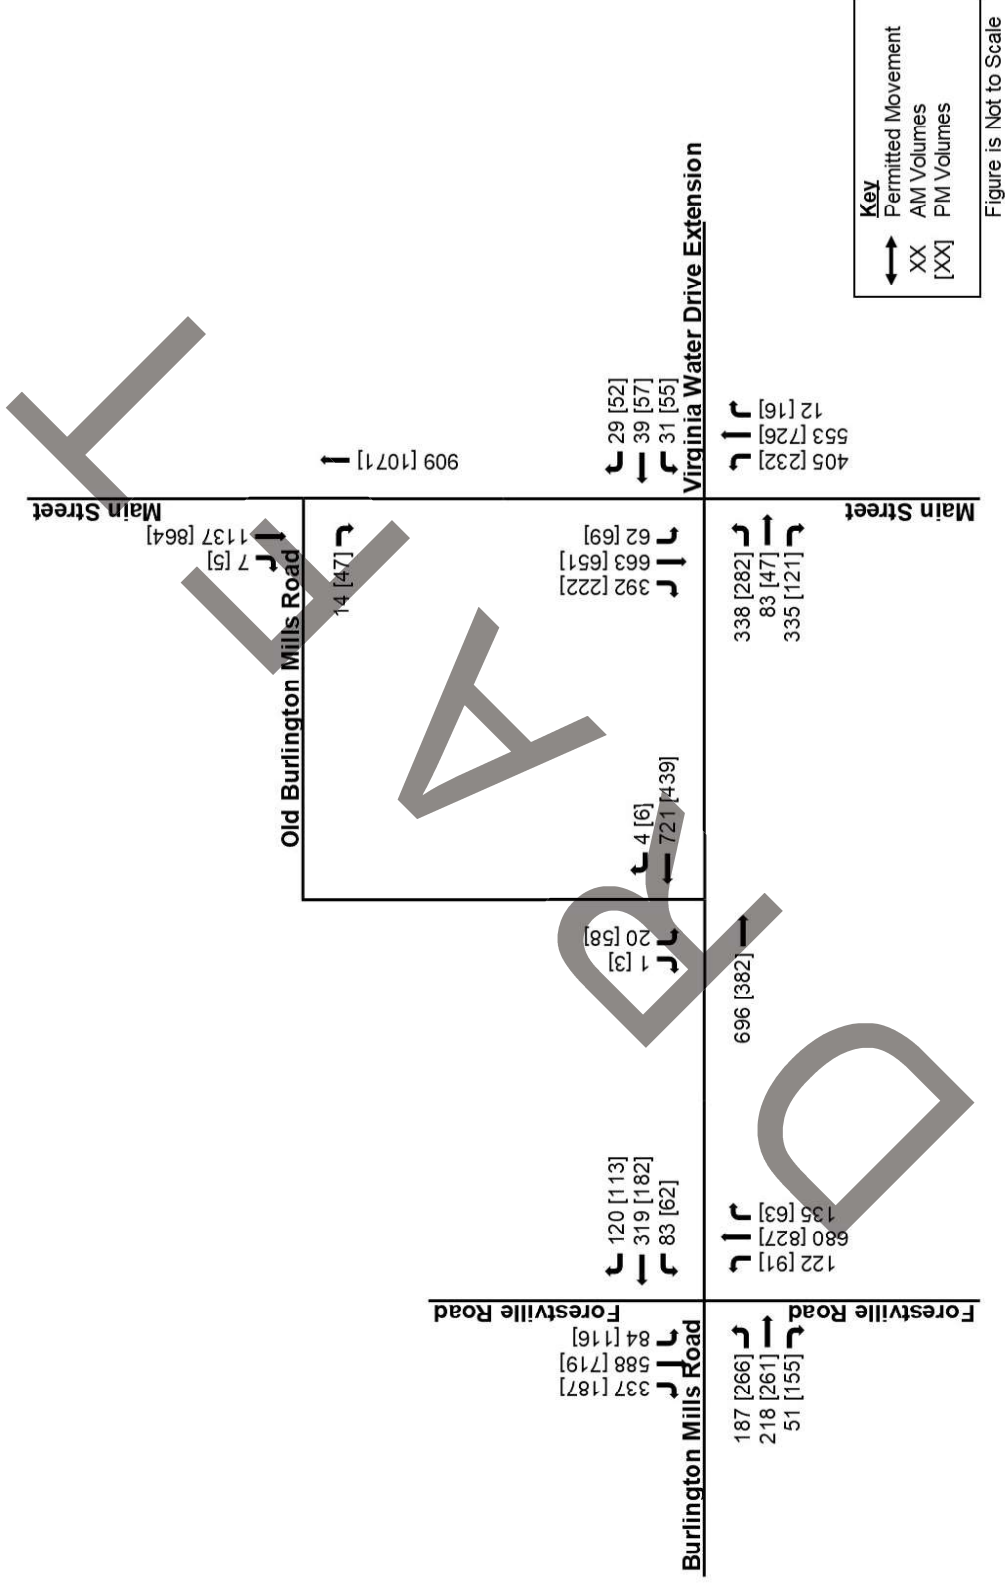 Main Street
1137 [864]
7 [5]
909 [1071]
Old Burlington Mills Road
14 [47]
29 [52]
39 [57]
31 [55]
Virginia Water Drive Extension
62 [69]
663 [651]
392 [222]
12 [16]
553 [726]
405 [232]
Main Street
338 [282]
83 [47]
335 [121]
4 [6]
721 [439]
20 [58]
1 [3]
696 [382]
120 [113]
319 [182]
83 [62]
135 [63]
680 [827]
122 [91]
Forestville Road
Forestville Road
84 [116]
588 [719]
337 [187]
Burlington Mills Road
187 [266]
218 [261]
51 [155]
Key
Permitted Movement
XX AM Volumes
[XX] PM Volumes
Figure is Not to Scale
DRAFT